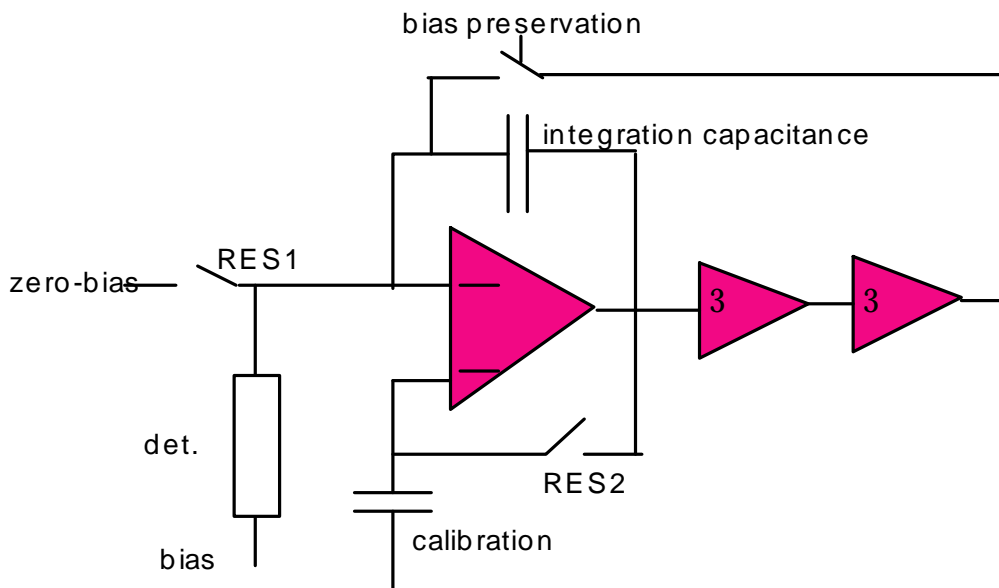 bias preservation
integration capacitance
RES1
zero-bias
3
3
det.
RES2
calibration
bias